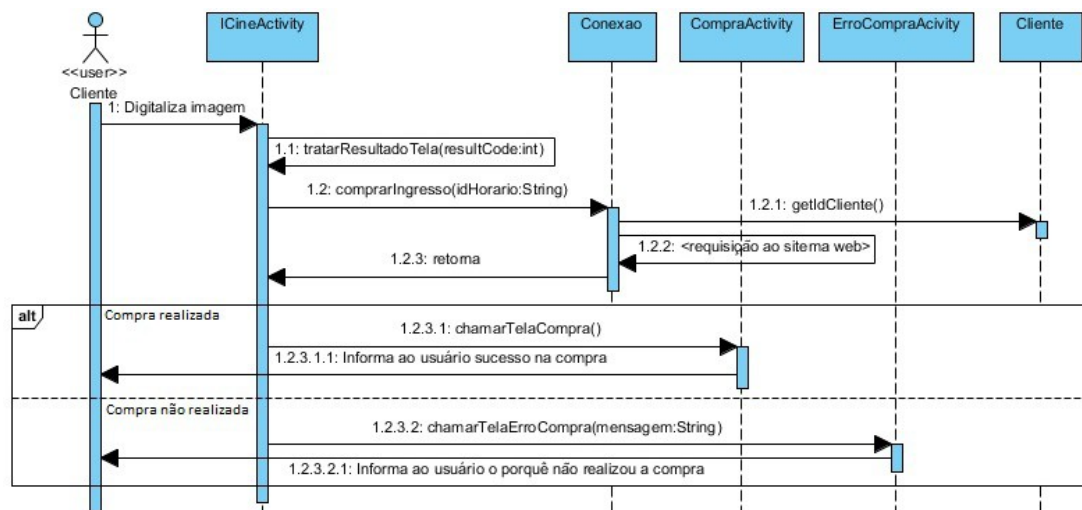 ICineActivity
Conexao
CompraActivity
ErroCompraAcivity
Cliente
<<user>>
Cliente
1: Digitaliza imagem
1.1: tratarResultadoTela(resultCode:int)
1.2: comprarIngresso(idHorario:String)
1.2.1: getIdCliente()
1.2.2: <requisição ao sitema web>
1.2.3: retorna
alt
Compra realizada
1.2.3.1: chamarTelaCompra()
1.2.3.1.1: Informa ao usuário sucesso na compra
Compra não realizada
1.2.3.2: chamarTelaErroCompra(mensagem:String)
1.2.3.2.1: Informa ao usuário o porquê não realizou a compra